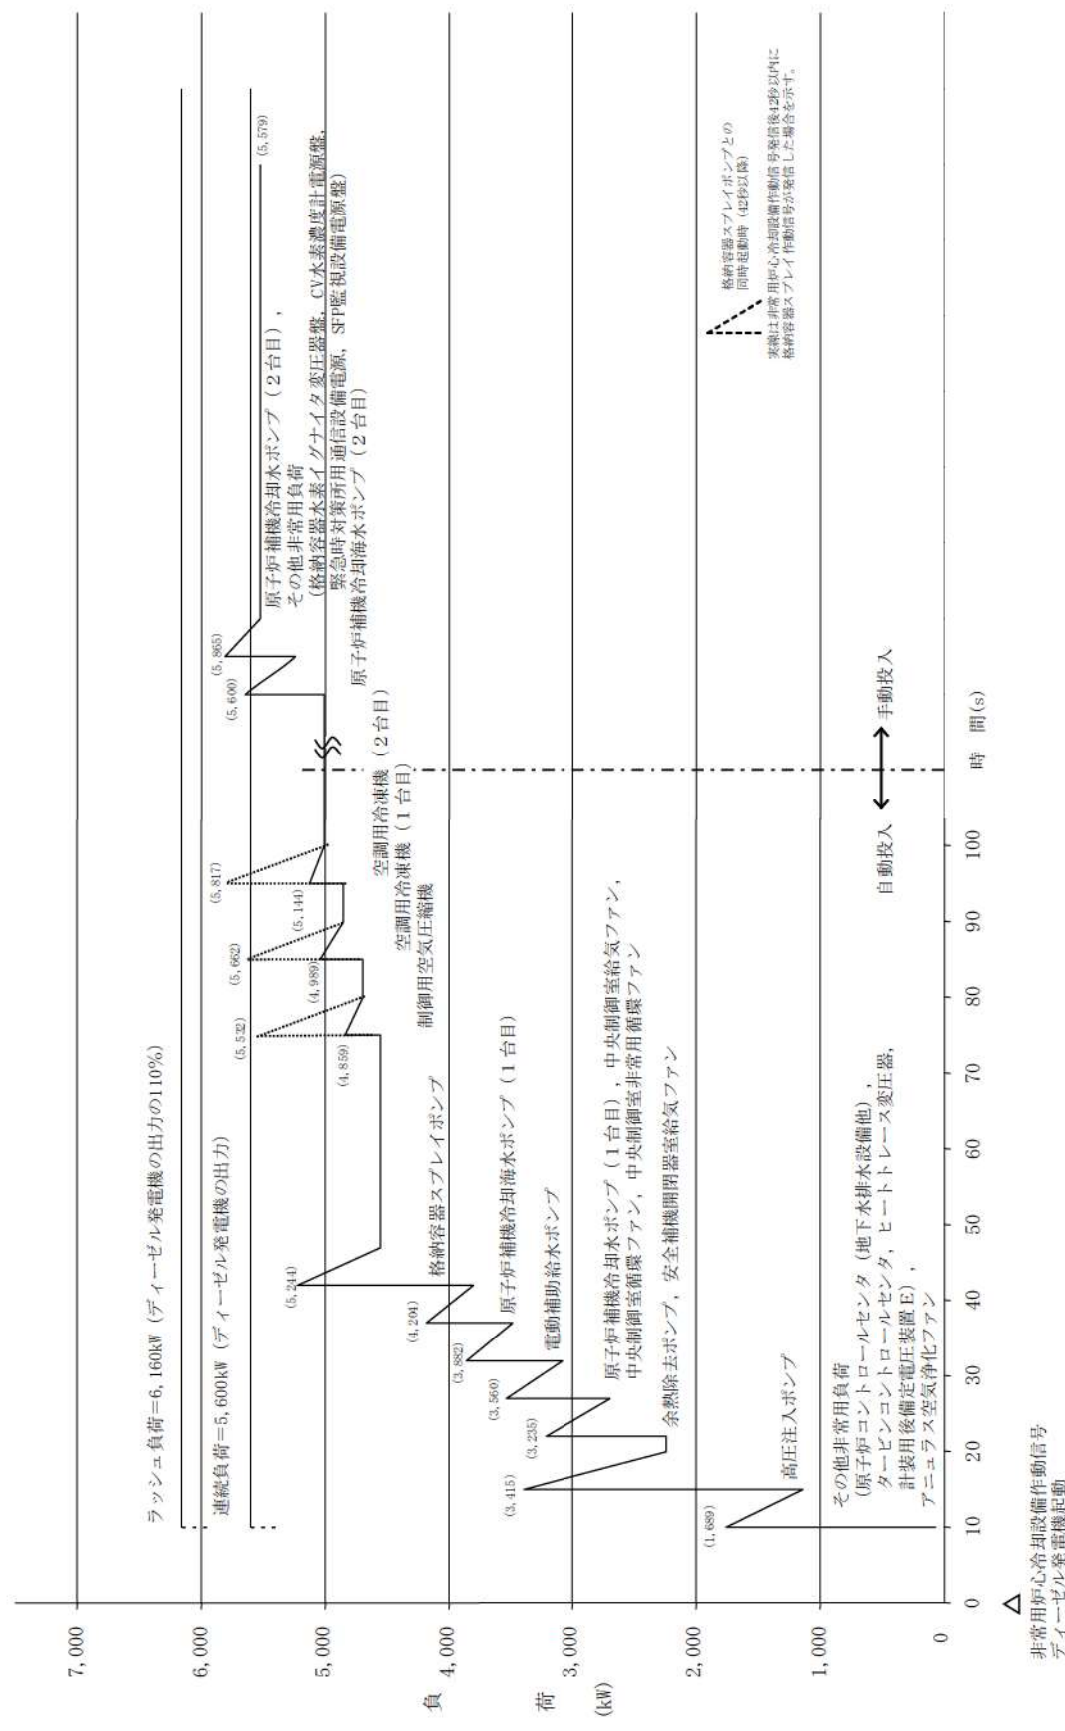 7,000
6,000
5,000
4,000
3,000
2,000
1,000
0
負
荷
(kW)
ラッシュ負荷=6,160kW (ディーゼル発電機の出力の110%)
連続負荷=5,600kW (ディーゼル発電機の出力)
(1,689)
(3,415)
(3,235)
(3,560)
(3,882)
(4,204)
(5,244)
(5,532)
(4,859)
(5,662)
(4,989)
(5,817)
(5,144)
(5,600)
(5,865)
(5,579)
その他非常用負荷
(原子炉コントロールセンタ (地下水排水設備他) ,
タービンコントロールセンタ, ヒートトレース変圧器,
計装用後備定電圧装置E) ,
アニュラス空気浄化ファン
高圧注入ポンプ
余熱除去ポンプ, 安全補機開閉器室給気ファン
原子炉補機冷却水ポンプ (1台目) , 中央制御室給気ファン,
中央制御室循環ファン, 中央制御室非常用循環ファン
電動補助給水ポンプ
原子炉補機冷却海水ポンプ (1台目)
格納容器スプレイポンプ
制御用空気圧縮機
空調用冷凍機 (1台目)
空調用冷凍機 (2台目)
原子炉補機冷却水ポンプ (2台目) ,
その他非常用負荷
(格納容器水素イグナイタ変圧器盤, CV水素濃度計電源盤,
緊急時対策所用通信設備電源, SFP監視設備電源盤)
原子炉補機冷却海水ポンプ (2台目)
格納容器スプレイポンプとの
同時起動時 (42秒以降)
実線は非常用炉心冷却設備作動信号発信後42秒以内に
格納容器スプレイ作動信号が発信した場合を示す。
自動投入
手動投入
0
10
20
30
40
50
60
70
80
90
100
時 間(s)
非常用炉心冷却設備作動信号
ディーゼル発電機起動